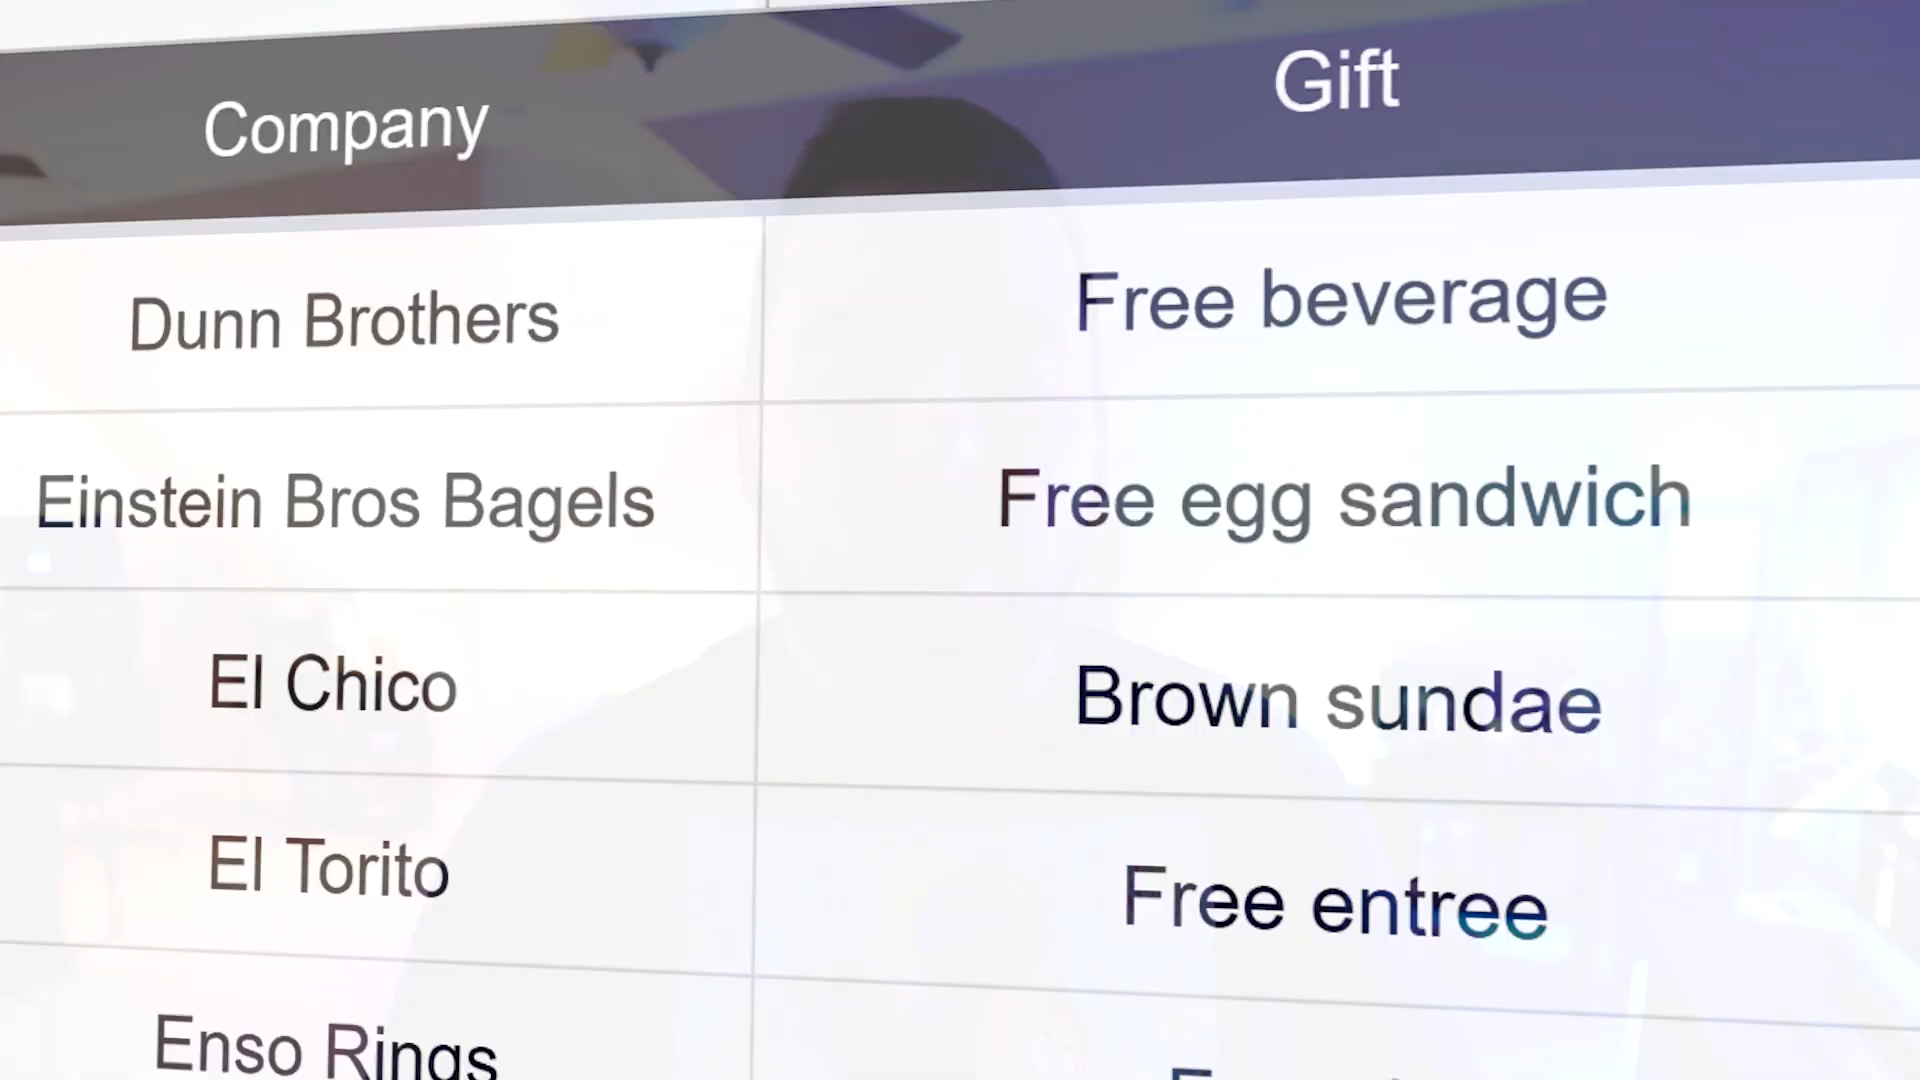 Company Gift
Dunn Brothers Free beverage
Einstein Bros Bagels Free egg sandwich
El Chico Brown sundae
El Torito Free entree
Enso Rings